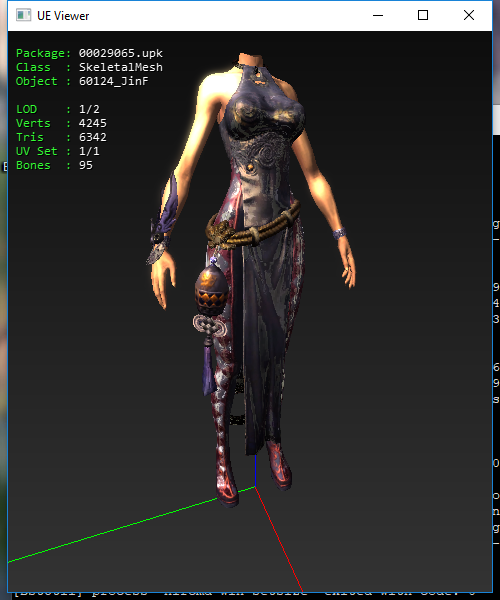 UE Viewer
Package: 00029065.upk
Class : SkeletalMesh
Object : 60124_JinF
LOD : 1/2
Verts : 4245
Tris : 6342
UV Set : 1/1
Bones : 95